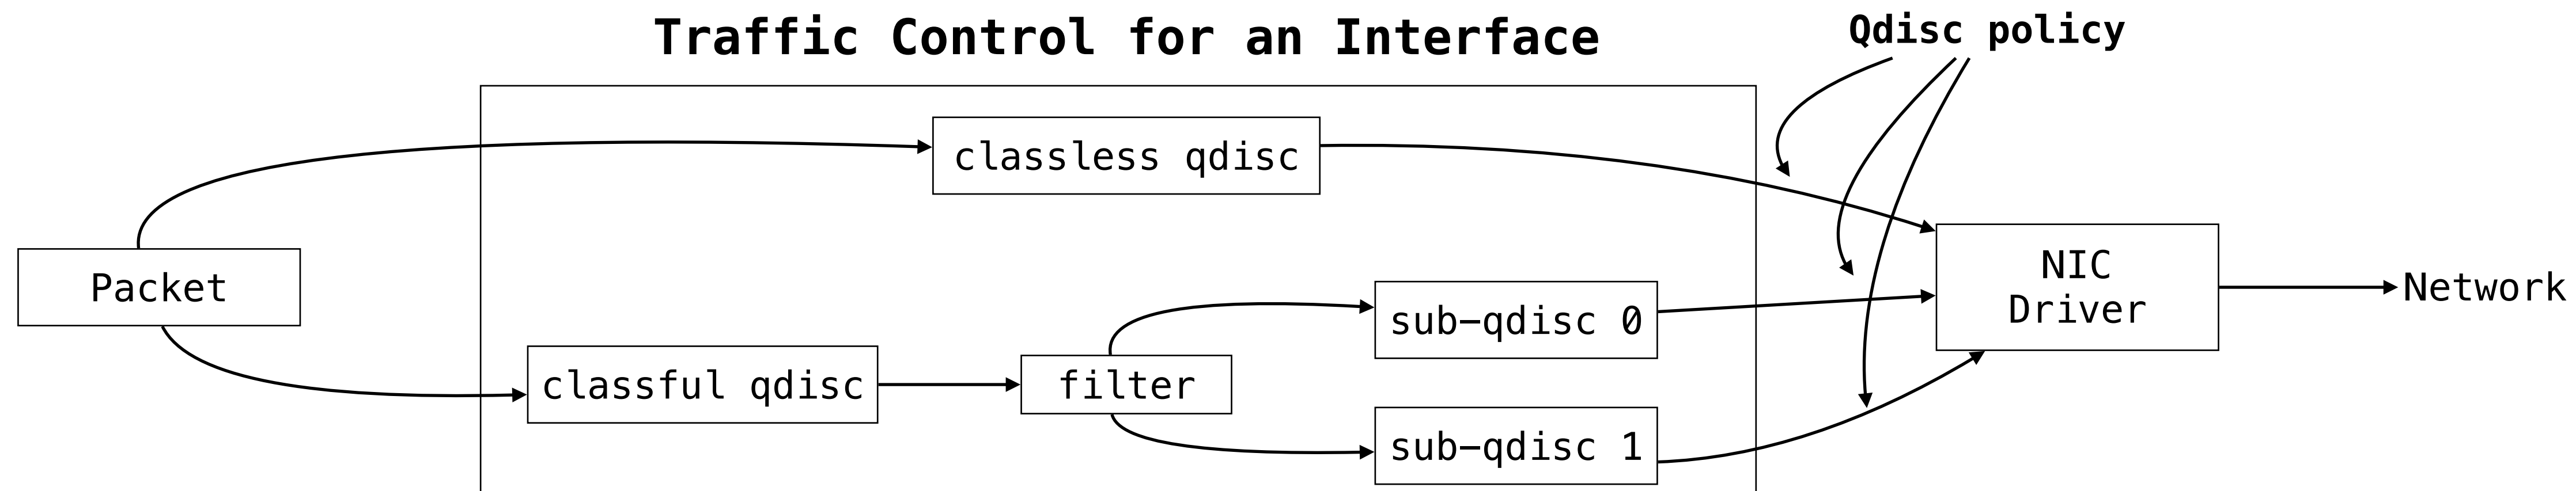 Traffic Control for an Interface
Qdisc policy
classless qdisc
Packet
NIC
Driver
Network
sub-qdisc 0
classful qdisc
filter
sub-qdisc 1